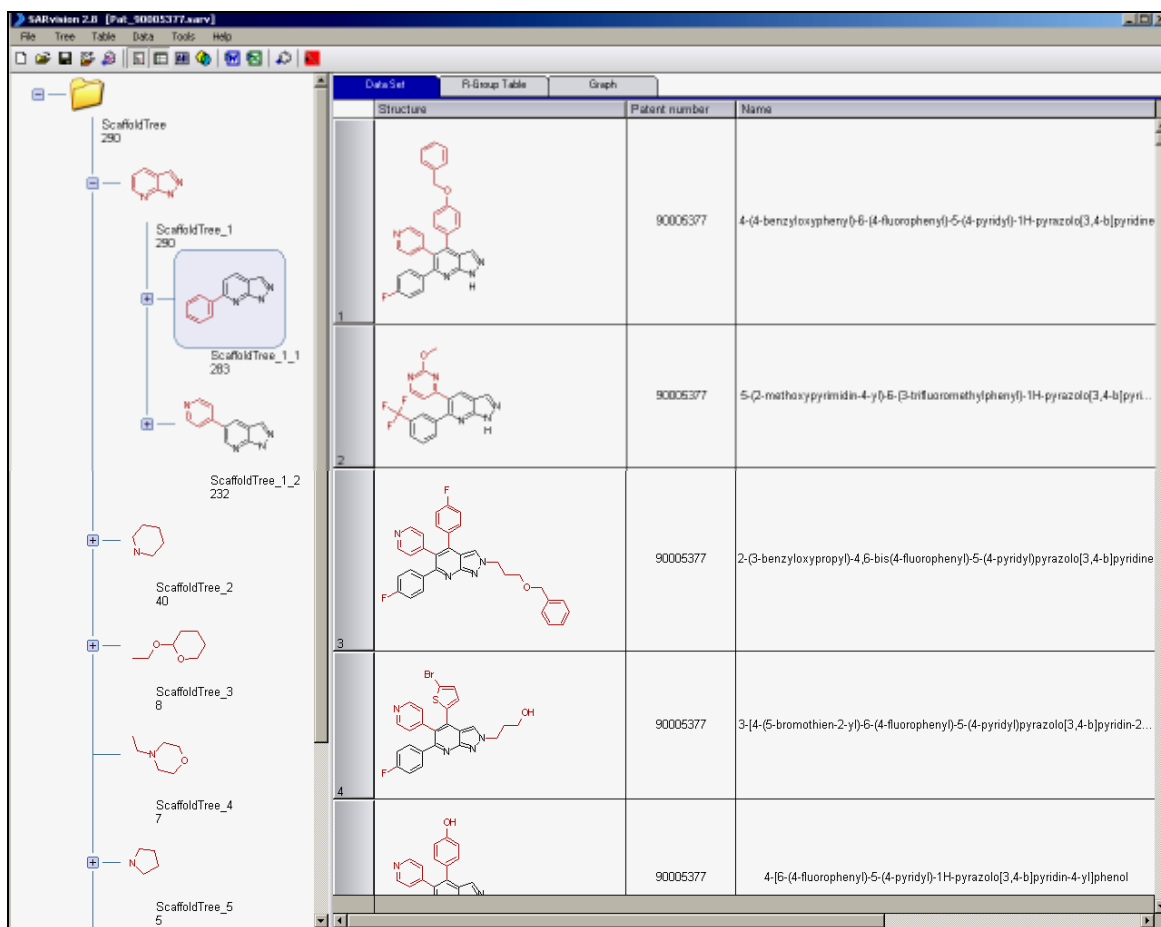 SARvision 2.8 [Pat_90005377.sarv]
File Tree Table Data Tools Help
ScaffoldTree
290
ScaffoldTree_1
290
ScaffoldTree_1_1
283
ScaffoldTree_1_2
232
ScaffoldTree_2
40
ScaffoldTree_3
8
ScaffoldTree_4
7
ScaffoldTree_5
5
Data Set R-Group Table Graph
Structure Patent number Name
1 90005377 4-(4-benzyloxyphenyl)-6-(4-fluorophenyl)-5-(4-pyridyl)-1H-pyrazolo[3,4-b]pyridine
2 90005377 5-(2-methoxypyrimidin-4-yl)-6-(3-trifluoromethylphenyl)-1H-pyrazolo[3,4-b]pyri...
3 90005377 2-(3-benzyloxypropyl)-4,6-bis(4-fluorophenyl)-5-(4-pyridyl)pyrazolo[3,4-b]pyridine
4 90005377 3-[4-(5-bromothien-2-yl)-6-(4-fluorophenyl)-5-(4-pyridyl)pyrazolo[3,4-b]pyridin-2...
90005377 4-[6-(4-fluorophenyl)-5-(4-pyridyl)-1H-pyrazolo[3,4-b]pyridin-4-yl]phenol